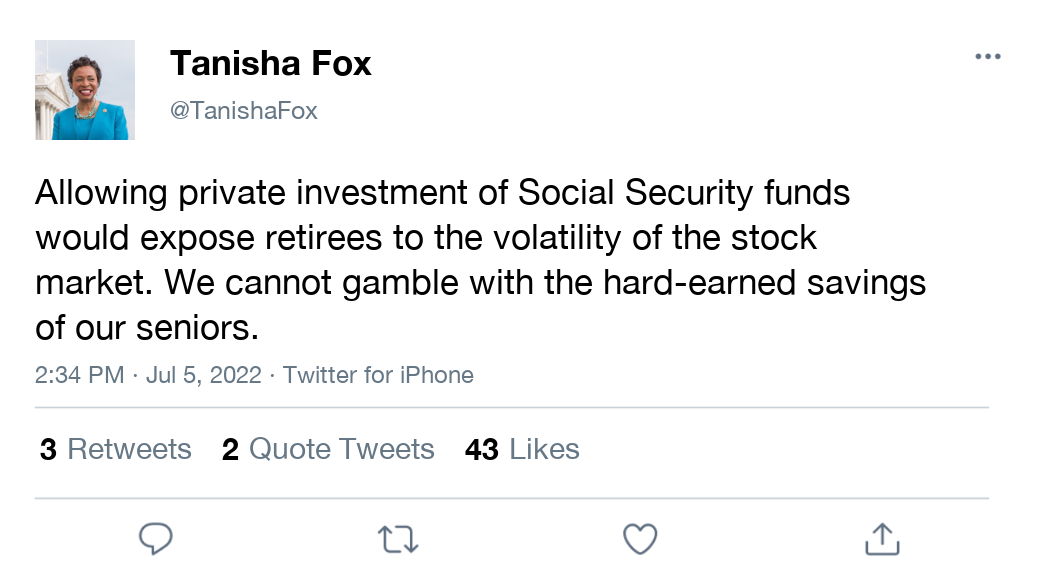 Tanisha Fox
@TanishaFox
Allowing private investment of Social Security funds
would expose retirees to the volatility of the stock
market. We cannot gamble with the hard-earned savings
of our seniors.
2:34 PM · Jul 5, 2022 · Twitter for iPhone
3 Retweets 2 Quote Tweets 43 Likes